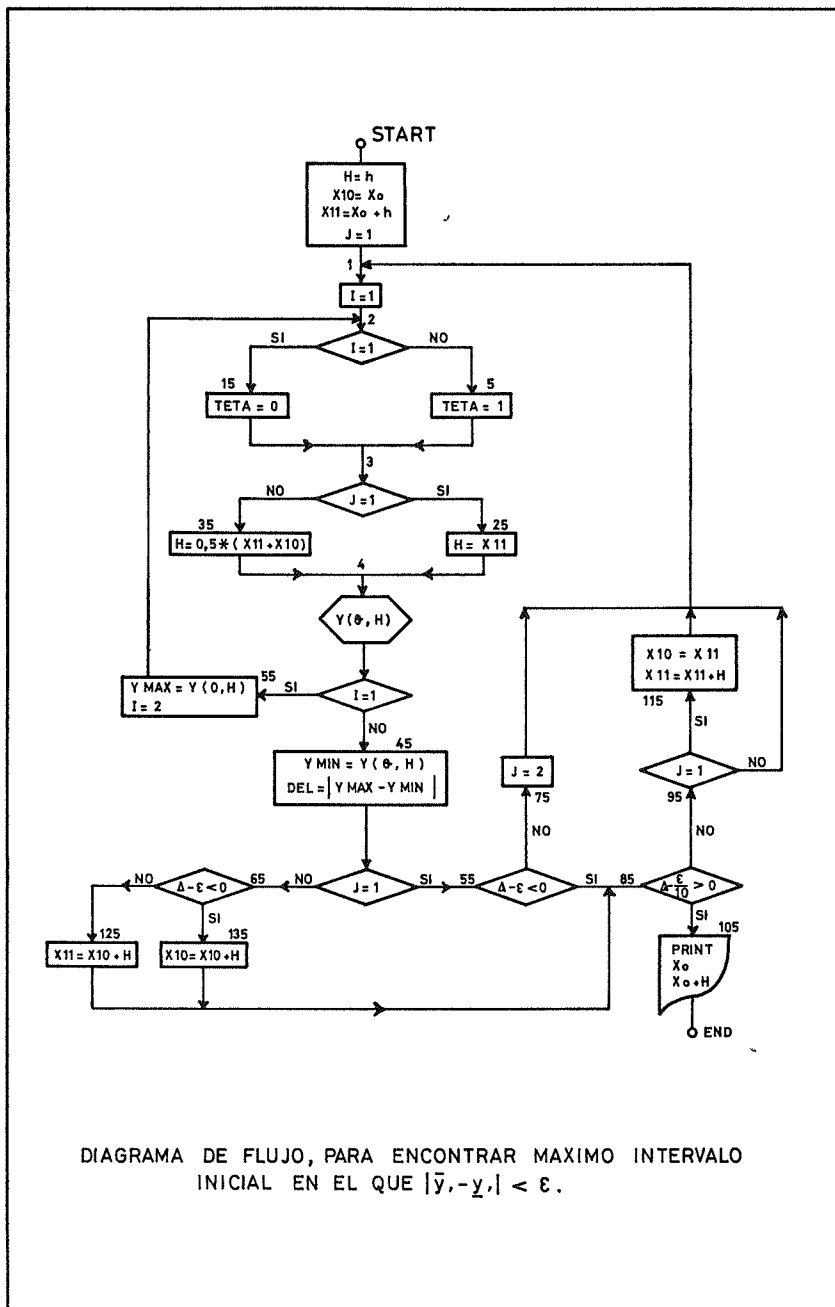 START
H = h
X10 = Xo
X11 = Xo + h
J = 1
1
I = 1
2
SI
I = 1
NO
15
TETA = 0
5
TETA = 1
3
NO
J = 1
SI
35
H = 0,5 * ( X11 + X10)
25
H = X11
4
Y (θ, H)
55
Y MAX = Y (0, H)
I = 2
SI
I = 1
NO
45
Y MIN = Y (θ, H)
DEL = | Y MAX - Y MIN |
J = 2
75
NO
X10 = X11
X11 = X11 + H
115
SI
J = 1
NO
95
NO
NO
Δ - ε < 0
65
NO
J = 1
SI
55
Δ - ε < 0
SI
85
Δ - ε/10 > 0
SI
SI
125
X11 = X10 + H
135
X10 = X10 + H
105
PRINT
Xo
Xo + H
END
DIAGRAMA DE FLUJO, PARA ENCONTRAR MAXIMO INTERVALO
INICIAL EN EL QUE |y̅,-y̲,| < ε.